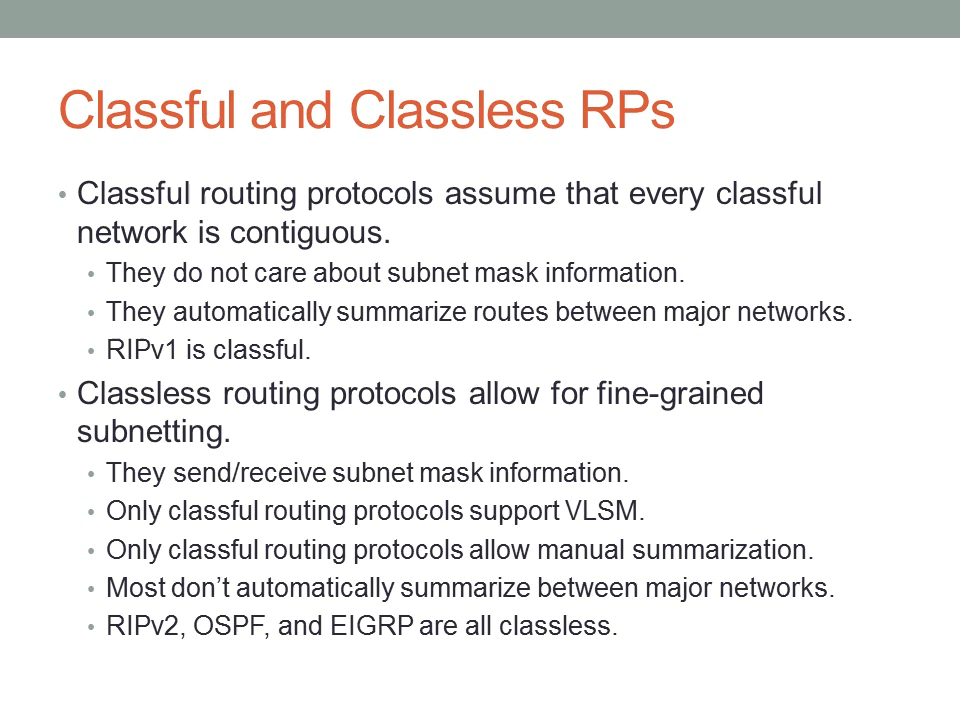 Classful and Classless RPs
• Classful routing protocols assume that every classful
network is contiguous.
• They do not care about subnet mask information.
• They automatically summarize routes between major networks.
• RIPv1 is classful.
• Classless routing protocols allow for fine-grained
subnetting.
• They send/receive subnet mask information.
• Only classful routing protocols support VLSM.
• Only classful routing protocols allow manual summarization.
• Most don’t automatically summarize between major networks.
• RIPv2, OSPF, and EIGRP are all classless.